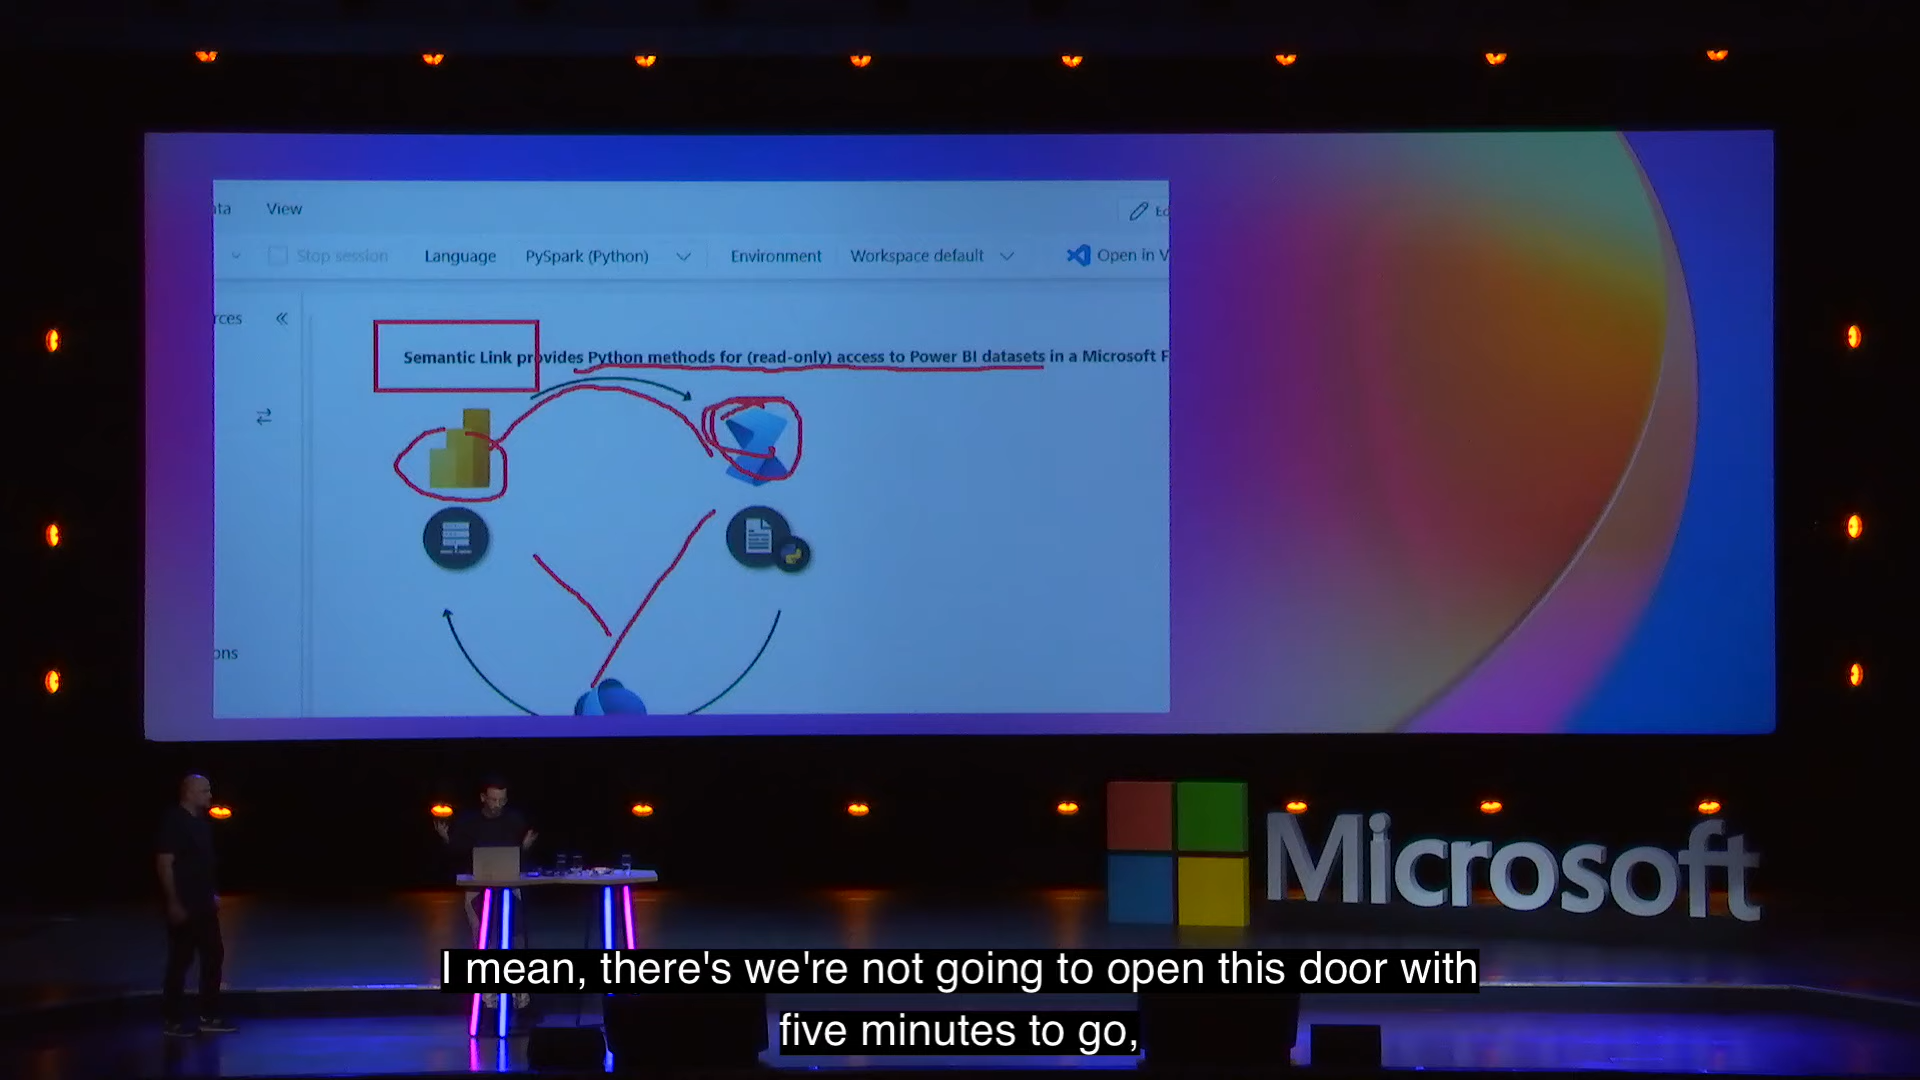 ata View
Stop session Language PySpark (Python) Environment Workspace default Open in V
rces
Semantic Link provides Python methods for (read-only) access to Power BI datasets in a Microsoft F
ons
Microsoft
I mean, there's we're not going to open this door with
five minutes to go,